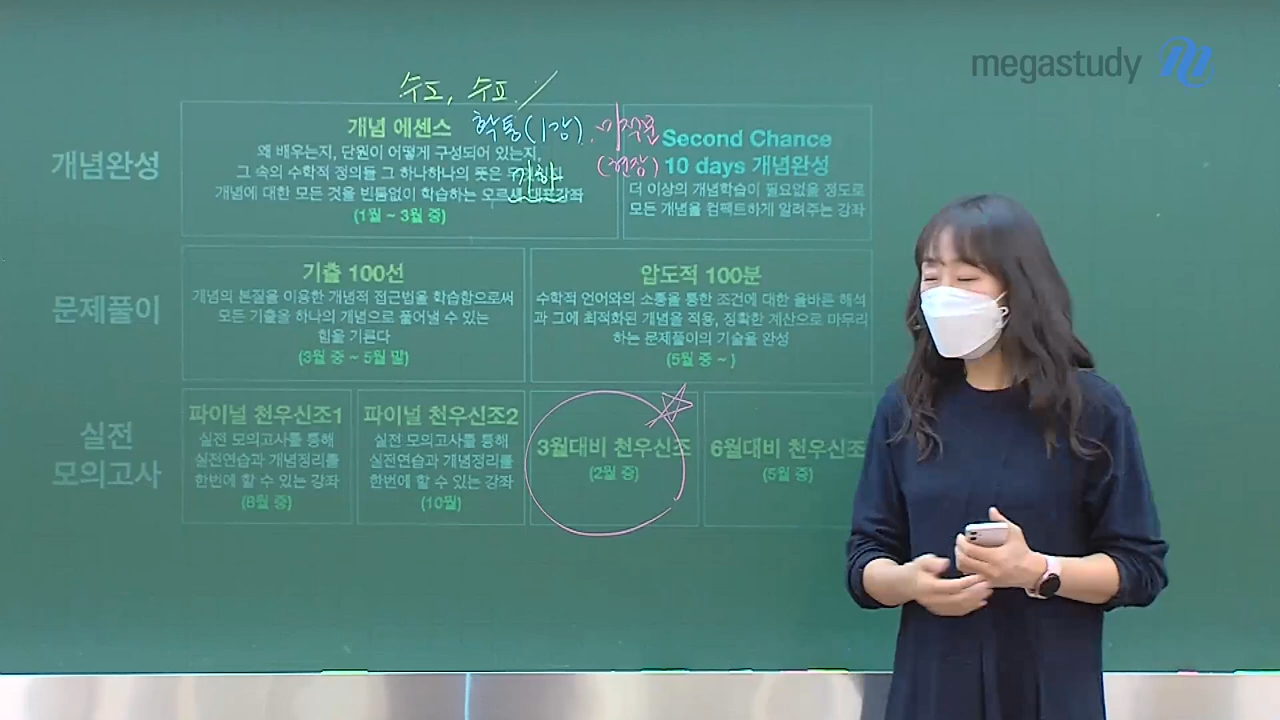 megastudy
수도, 수표
개념완성
개념 에센스 확통(1강), 미적분
왜 배우는지, 단원이 어떻게 구성되어 있는지,
그 속의 수학적 정의들 그 하나하나의 뜻은 기하
개념에 대한 모든 것을 빈틈없이 학습하는 오르새 대표강좌
(1월 ~ 3월 중)
(현장)
Second Chance
10 days 개념완성
더 이상의 개념학습이 필요없을 정도로
모든 개념을 컴팩트하게 알려주는 강좌
문제풀이
기출 100선
개념의 본질을 이용한 개념적 접근법을 학습함으로써
모든 기출을 하나의 개념으로 풀어낼 수 있는
힘을 기른다
(3월 중 ~ 5월 말)
압도적 100분
수학적 언어와의 소통을 통한 조건에 대한 올바른 해석
과 그에 최적화된 개념을 적용, 정확한 계산으로 마무리
하는 문제풀이의 기술을 완성
(5월 중 ~ )
실전
모의고사
파이널 천우신조1
실전 모의고사를 통해
실전연습과 개념정리를
한번에 할 수 있는 강좌
(8월 중)
파이널 천우신조2
실전 모의고사를 통해
실전연습과 개념정리를
한번에 할 수 있는 강좌
(10월)
3월대비 천우신조
(2월 중)
6월대비 천우신조
(5월 중)